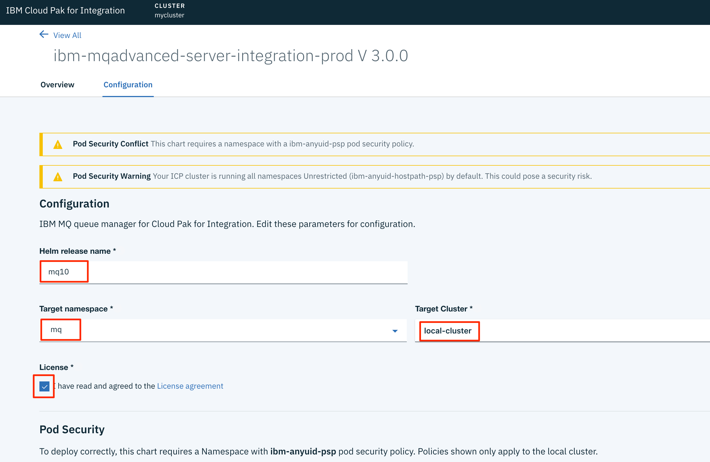 IBM Cloud Pak for Integration
CLUSTER
mycluster
View All
ibm-mqadvanced-server-integration-prod V 3.0.0
Overview Configuration
Pod Security Conflict This chart requires a namespace with a ibm-anyuid-psp pod security policy.
Pod Security Warning Your ICP cluster is running all namespaces Unrestricted (ibm-anyuid-hostpath-psp) by default. This could pose a security risk.
Configuration
IBM MQ queue manager for Cloud Pak for Integration. Edit these parameters for configuration.
Helm release name *
mq10
Target namespace * Target Cluster *
mq local-cluster
License *
have read and agreed to the License agreement
Pod Security
To deploy correctly, this chart requires a Namespace with ibm-anyuid-psp pod security policy. Policies shown only apply to the local cluster.